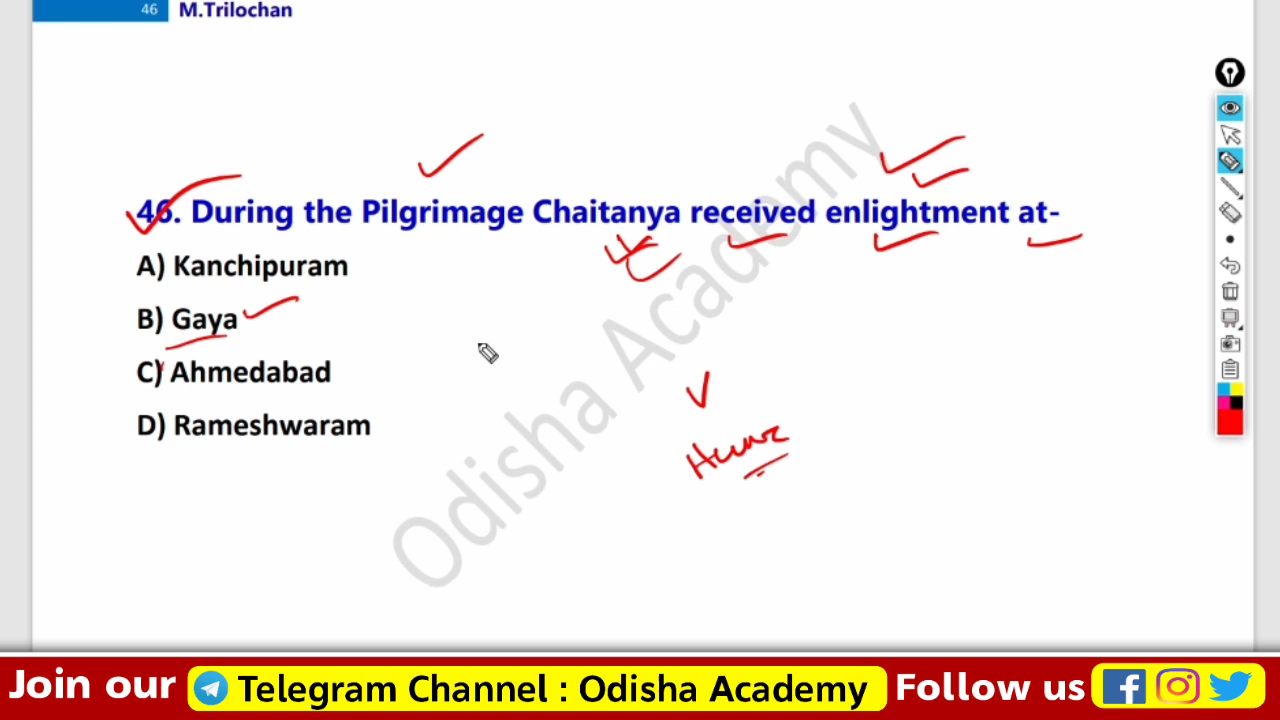 46 M.Trilochan
46. During the Pilgrimage Chaitanya received enlightment at-
A) Kanchipuram
B) Gaya
C) Ahmedabad
D) Rameshwaram
Odisha Academy
Join our Telegram Channel : Odisha Academy Follow us